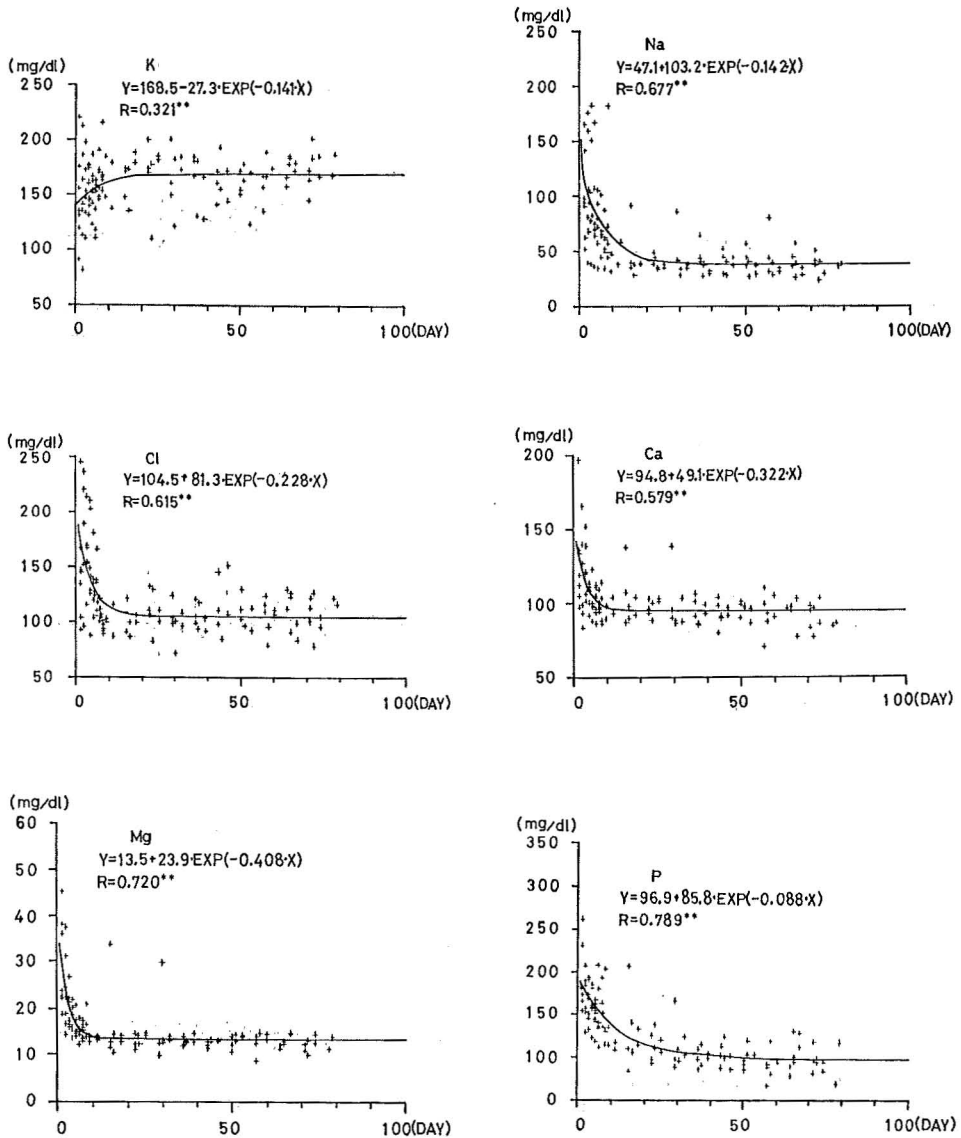 (mg/dl)
K
Y=168.5-27.3·EXP(-0.141·X)
R=0.321**
250
200
150
100
50
0 50 100(DAY)
(mg/dl)
Na
Y=47.1+103.2·EXP(-0.142·X)
R=0.677**
250
200
150
100
50
0
0 50 100(DAY)
(mg/dl)
Cl
Y=104.5+81.3·EXP(-0.228·X)
R=0.615**
250
200
150
100
50
0 50 100(DAY)
(mg/dl)
Ca
Y=94.8+49.1·EXP(-0.322·X)
R=0.579**
200
150
100
50
0 50 100(DAY)
(mg/dl)
Mg
Y=13.5+23.9·EXP(-0.408·X)
R=0.720**
60
50
40
30
20
10
0
0 50 100(DAY)
(mg/dl)
P
Y=96.9+85.8·EXP(-0.088·X)
R=0.789**
350
300
250
200
150
100
50
0
0 50 100(DAY)